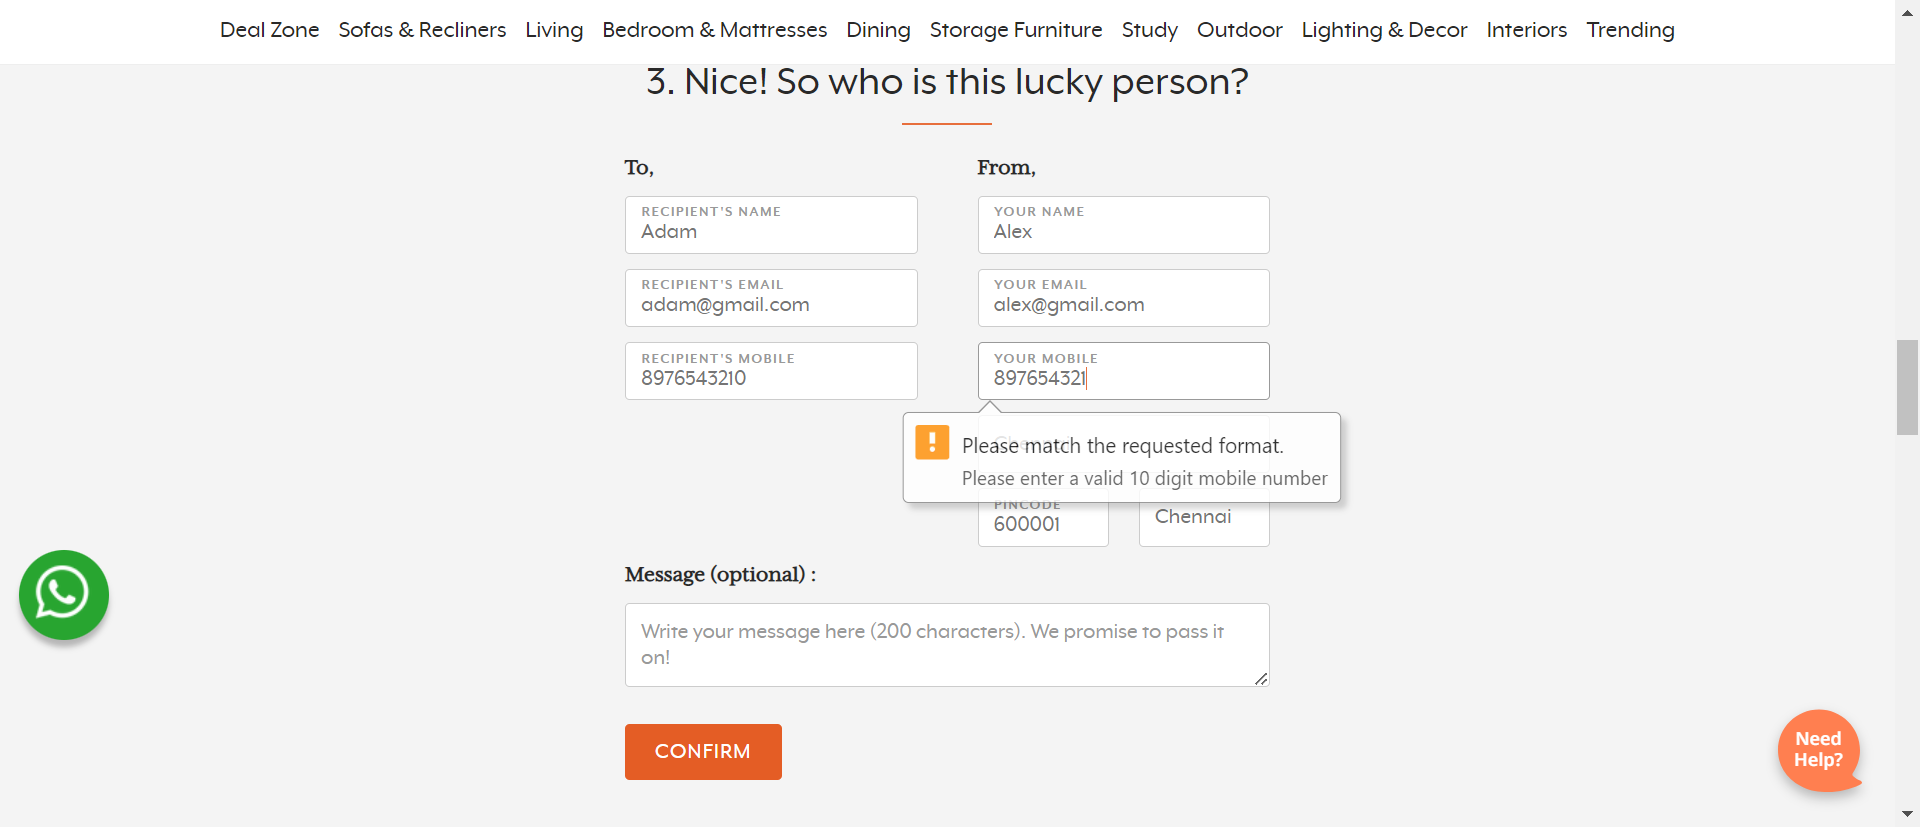 Deal Zone Sofas & Recliners Living Bedroom & Mattresses Dining Storage Furniture Study Outdoor Lighting & Decor Interiors Trending
3. Nice! So who is this lucky person?
To,
From,
RECIPIENT'S NAME
Adam
YOUR NAME
Alex
RECIPIENT'S EMAIL
adam@gmail.com
YOUR EMAIL
alex@gmail.com
RECIPIENT'S MOBILE
8976543210
YOUR MOBILE
897654321
Please match the requested format.
Please enter a valid 10 digit mobile number
PINCODE
600001
Chennai
Message (optional) :
Write your message here (200 characters). We promise to pass it
on!
CONFIRM
Need
Help?